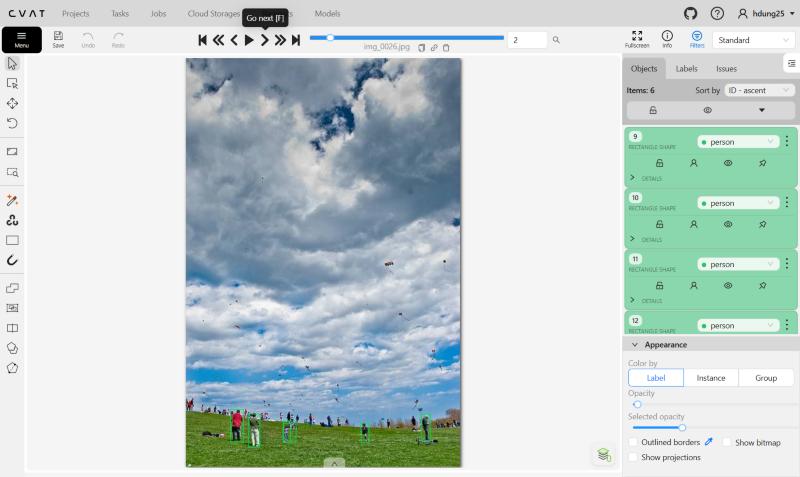 CVAT
Projects
Tasks
Jobs
Cloud Storages
Go next [F]
Models
hdung25
Menu
Save
Undo
Redo
img_0026.jpg
2
Fullscreen
Info
Filters
Standard
Objects
Labels
Issues
Items: 6
Sort by
ID - ascent
9
person
RECTANGLE SHAPE
DETAILS
10
person
RECTANGLE SHAPE
DETAILS
11
person
RECTANGLE SHAPE
DETAILS
12
person
RECTANGLE SHAPE
Appearance
Color by
Label
Instance
Group
Opacity
Selected opacity
Outlined borders
Show bitmap
Show projections